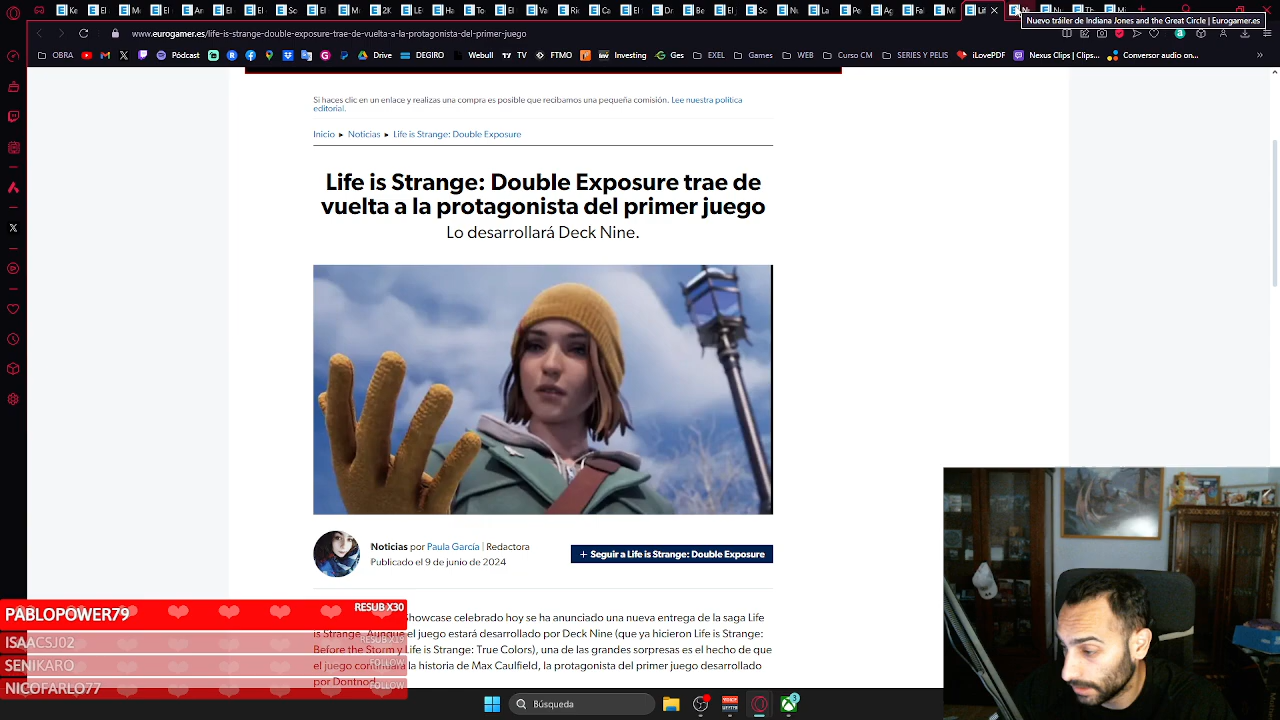 Nuevo tráiler de Indiana Jones and the Great Circle | Eurogamer.es
www.eurogamer.es/life-is-strange-double-exposure-trae-de-vuelta-a-la-protagonista-del-primer-juego
OBRA Pódcast Drive DEGIRO Webull TV FTMO Investing Ges EXEL Games WEB Curso CM SERIES Y PELIS iLovePDF Nexus Clips | Clips... Conversor audio on... »
Si haces clic en un enlace y realizas una compra es posible que recibamos una pequeña comisión. Lee nuestra política
editorial.
Inicio ▸ Noticias ▸ Life is Strange: Double Exposure
Life is Strange: Double Exposure trae de
vuelta a la protagonista del primer juego
Lo desarrollará Deck Nine.
Noticias por Paula García | Redactora
Publicado el 9 de junio de 2024
+ Seguir a Life is Strange: Double Exposure
howcase celebrado hoy se ha anunciado una nueva entrega de la saga Life
is Strange. Aunque el juego estará desarrollado por Deck Nine (que ya hicieron Life is Strange:
Before the Storm y Life is Strange: True Colors), una de las grandes sorpresas es el hecho de que
el juego continuará la historia de Max Caulfield, la protagonista del primer juego desarrollado
por Dontnod.
PABLOPOWER79 RESUB X30
ISAACSJ02 RESUB X19
SENIKARO FOLLOW
NICOFARLO77 FOLLOW
Búsqueda
3